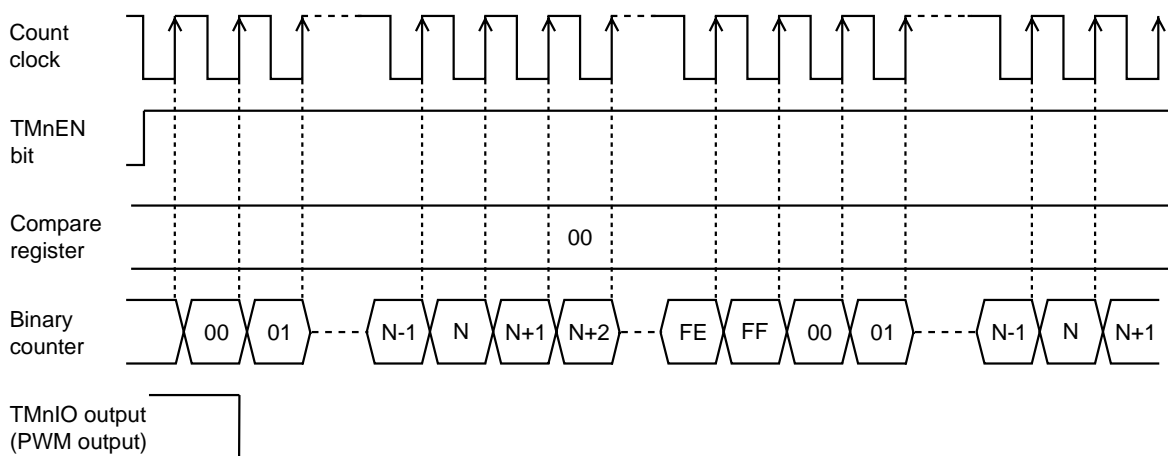 Count
clock
TMnEN
bit
Compare
register
00
Binary
counter
00 01 N-1 N N+1 N+2 FE FF 00 01 N-1 N N+1
TMnIO output
(PWM output)